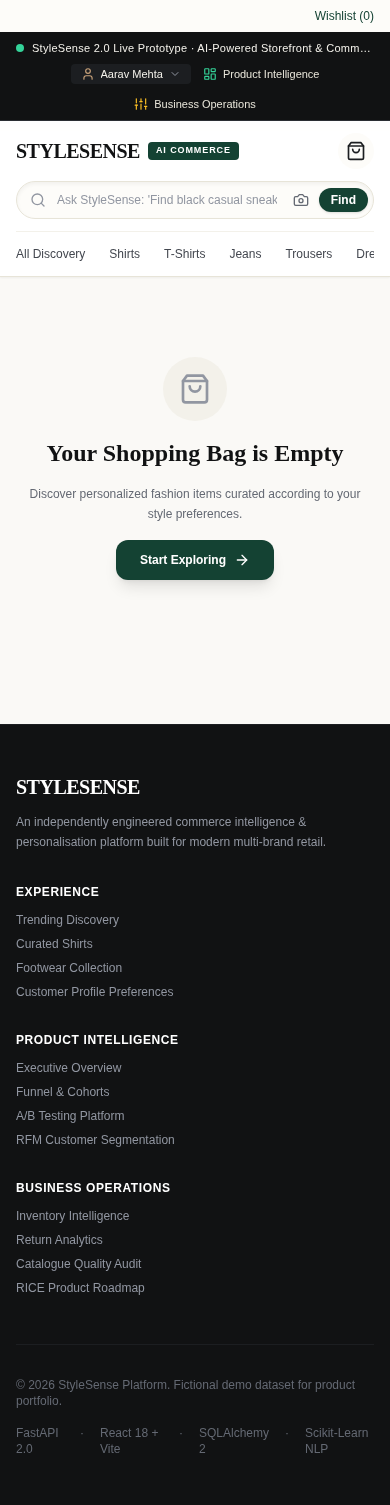 Wishlist (0)
StyleSense 2.0 Live Prototype · AI-Powered Storefront & Comm...
Aarav Mehta
Product Intelligence
Business Operations
STYLESENSE
AI COMMERCE
Ask StyleSense: 'Find black casual sneak
Find
All Discovery Shirts T-Shirts Jeans Trousers Dre
Your Shopping Bag is Empty
Discover personalized fashion items curated according to your
style preferences.
Start Exploring
STYLESENSE
An independently engineered commerce intelligence &
personalisation platform built for modern multi-brand retail.
EXPERIENCE
Trending Discovery
Curated Shirts
Footwear Collection
Customer Profile Preferences
PRODUCT INTELLIGENCE
Executive Overview
Funnel & Cohorts
A/B Testing Platform
RFM Customer Segmentation
BUSINESS OPERATIONS
Inventory Intelligence
Return Analytics
Catalogue Quality Audit
RICE Product Roadmap
© 2026 StyleSense Platform. Fictional demo dataset for product
portfolio.
FastAPI 2.0 · React 18 + Vite · SQLAlchemy 2 · Scikit-Learn NLP